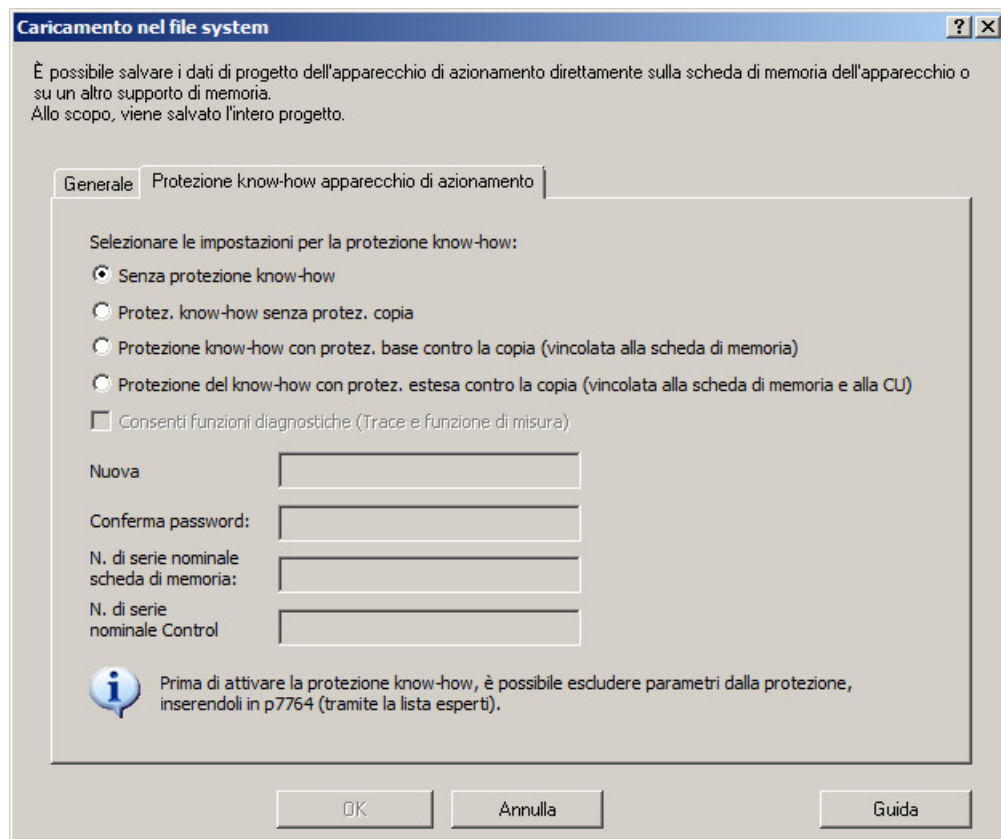 Caricamento nel file system
È possibile salvare i dati di progetto dell'apparecchio di azionamento direttamente sulla scheda di memoria dell'apparecchio o
su un altro supporto di memoria.
Allo scopo, viene salvato l'intero progetto.
Generale
Protezione know-how apparecchio di azionamento
Selezionare le impostazioni per la protezione know-how:
Senza protezione know-how
Protez. know-how senza protez. copia
Protezione know-how con protez. base contro la copia (vincolata alla scheda di memoria)
Protezione del know-how con protez. estesa contro la copia (vincolata alla scheda di memoria e alla CU)
Consenti funzioni diagnostiche (Trace e funzione di misura)
Nuova
Conferma password:
N. di serie nominale
scheda di memoria:
N. di serie
nominale Control
Prima di attivare la protezione know-how, è possibile escludere parametri dalla protezione,
inserendoli in p7764 (tramite la lista esperti).
OK
Annulla
Guida